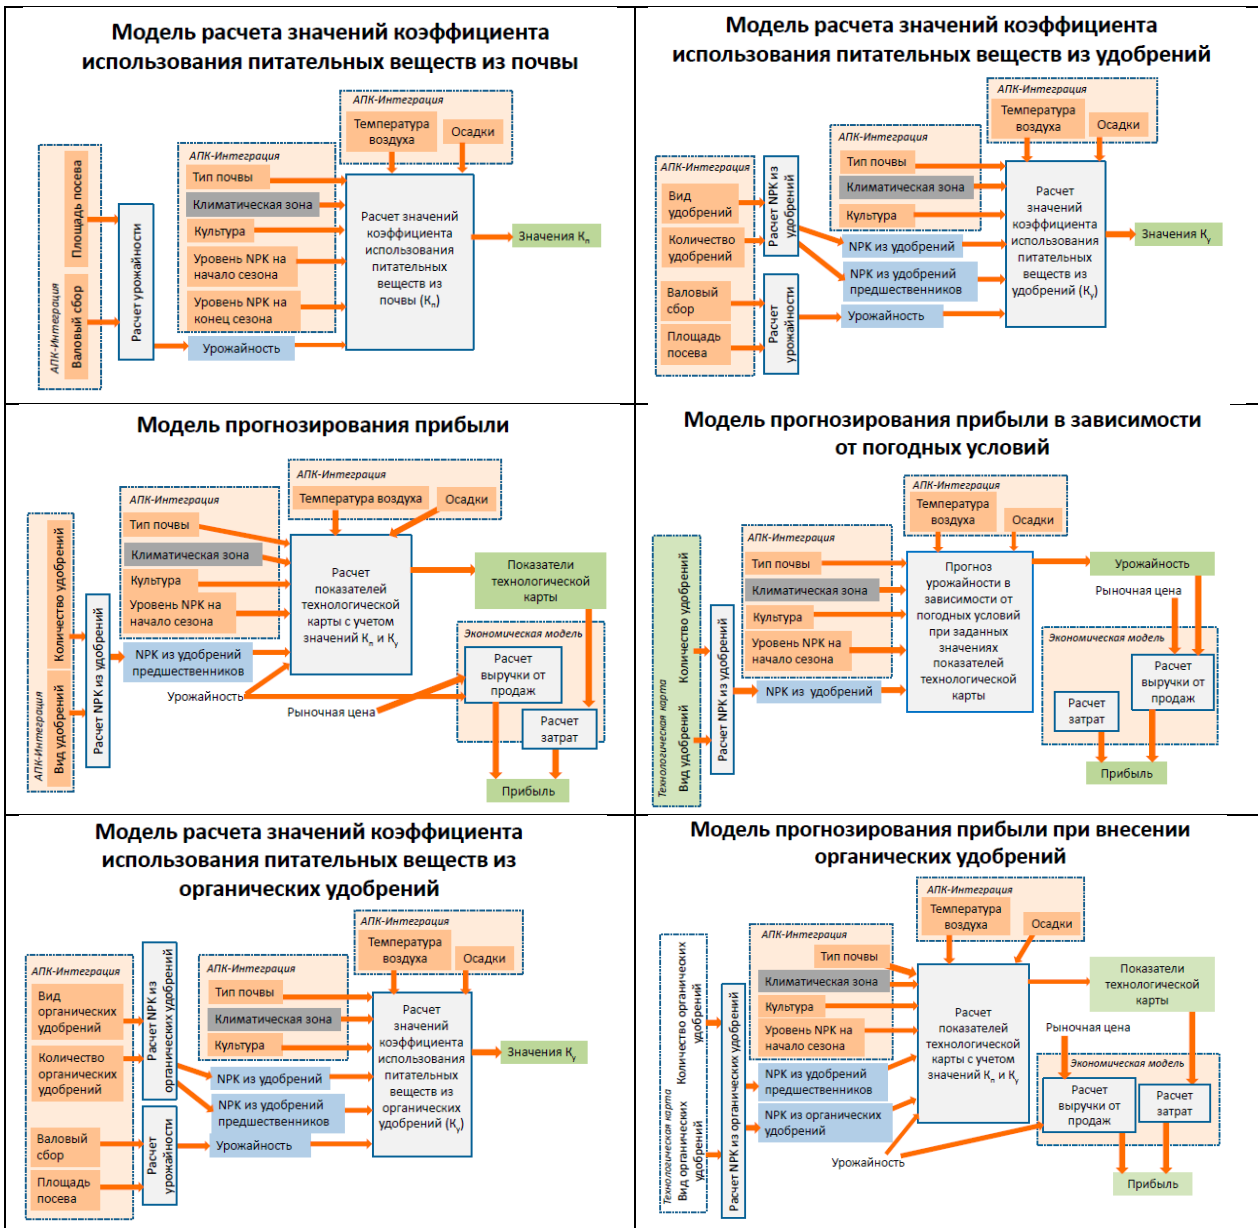 Модель расчета значений коэффициента
использования питательных веществ из почвы
АПК-Интеграция
Температура
воздуха
Осадки
АПК-Интеграция
Площадь посева
Валовый сбор
Расчет урожайности
АПК-Интеграция
Тип почвы
Климатическая зона
Культура
Уровень NPK на
начало сезона
Уровень NPK на
конец сезона
Урожайность
Расчет значений
коэффициента
использования
питательных
веществ из
почвы (Кп)
Значения Кп
Модель расчета значений коэффициента
использования питательных веществ из удобрений
АПК-Интеграция
Температура
воздуха
Осадки
АПК-Интеграция
Вид
удобрений
Количество
удобрений
Валовый
сбор
Площадь
посева
Расчет NPK из
удобрений
Расчет
урожайности
АПК-Интеграция
Тип почвы
Климатическая зона
Культура
NPK из удобрений
NPK из удобрений
предшественников
Урожайность
Расчет
значений
коэффициента
использования
питательных
веществ из
удобрений (Ку)
Значения Ку
Модель прогнозирования прибыли
АПК-Интеграция
Температура воздуха
Осадки
АПК-Интеграция
Количество удобрений
Вид удобрений
Расчет NPK из удобрений
АПК-Интеграция
Тип почвы
Климатическая зона
Культура
Уровень NPK на
начало сезона
NPK из удобрений
предшественников
Урожайность
Рыночная цена
Расчет
показателей
технологической
карты с учетом
значений Кп и Ку
Показатели
технологической
карты
Экономическая модель
Расчет
выручки от
продаж
Расчет
затрат
Прибыль
Модель прогнозирования прибыли в зависимости
от погодных условий
АПК-Интеграция
Температура
воздуха
Осадки
Технологическая карта
Количество удобрений
Вид удобрений
Расчет NPK из удобрений
АПК-Интеграция
Тип почвы
Климатическая зона
Культура
Уровень NPK на
начало сезона
NPK из  удобрений
Прогноз
урожайности в
зависимости от
погодных условий
при заданных
значениях
показателей
технологической
карты
Урожайность
Рыночная цена
Экономическая модель
Расчет
выручки от
продаж
Расчет
затрат
Прибыль
Модель расчета значений коэффициента
использования питательных веществ из
органических удобрений
АПК-Интеграция
Температура
воздуха
Осадки
АПК-Интеграция
Вид
органических
удобрений
Количество
органических
удобрений
Валовый
сбор
Площадь
посева
Расчет NPK из
органических удобрений
Расчет
урожайности
АПК-Интеграция
Тип почвы
Климатическая зона
Культура
NPK из удобрений
NPK из удобрений
предшественников
Урожайность
Расчет
значений
коэффициента
использования
питательных
веществ из
органических
удобрений (Ку)
Значения Ку
Модель прогнозирования прибыли при внесении
органических удобрений
АПК-Интеграция
Температура
воздуха
Осадки
Технологическая карта
Количество органических
удобрений
Вид органических
удобрений
Расчет NPK из органических удобрений
АПК-Интеграция
Тип почвы
Климатическая зона
Культура
Уровень NPK на
начало сезона
NPK из удобрений
предшественников
NPK из органических
удобрений
Урожайность
Расчет
показателей
технологической
карты с учетом
значений Кп и Ку
Показатели
технологической
карты
Рыночная цена
Экономическая модель
Расчет
выручки от
продаж
Расчет
затрат
Прибыль